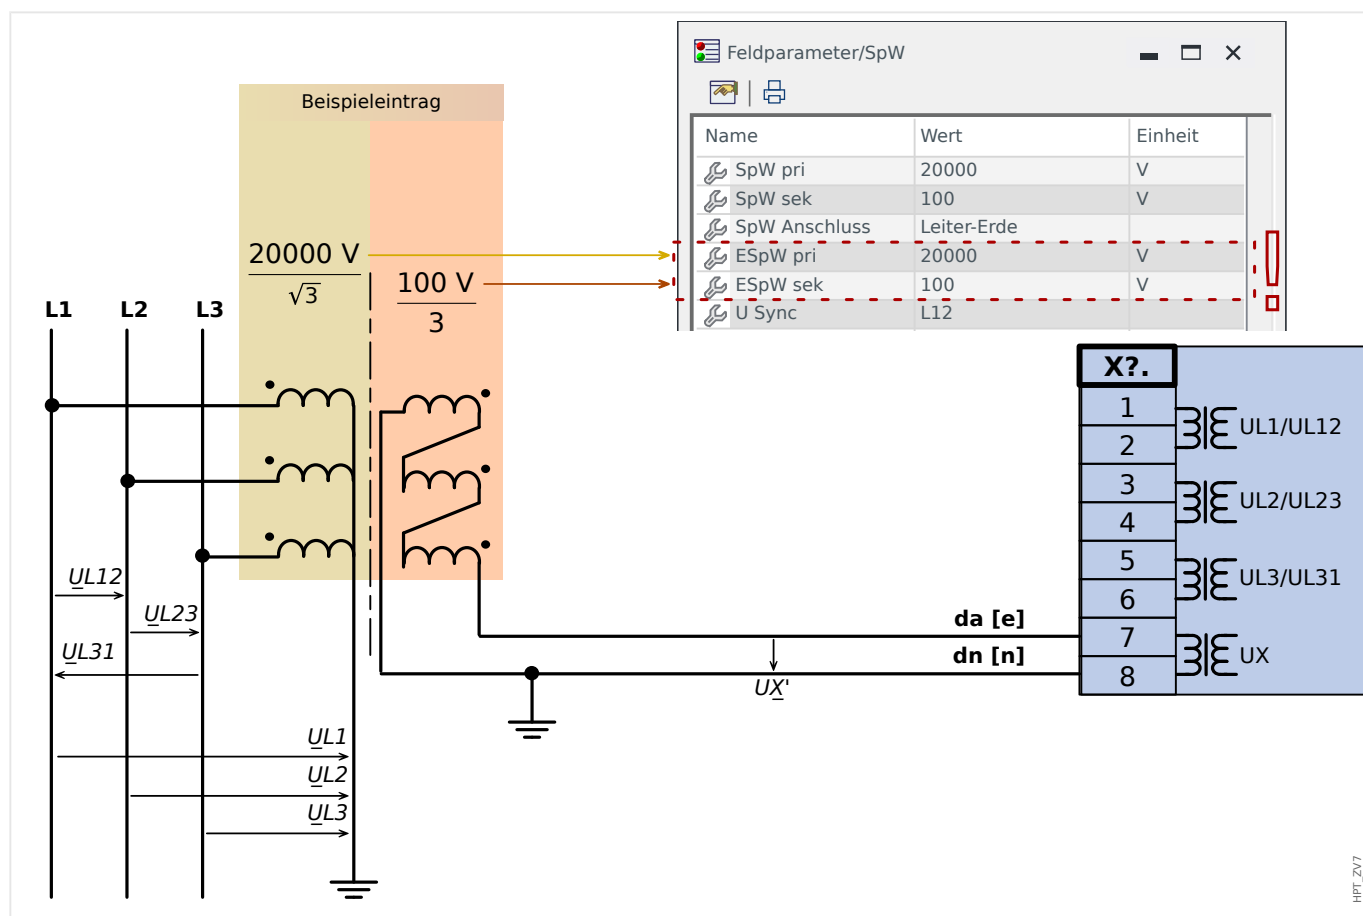 Feldparameter/SpW
Beispieleintrag
Name Wert Einheit
SpW pri 20000 V
SpW sek 100 V
SpW Anschluss Leiter-Erde
ESpW pri 20000 V
ESpW sek 100 V
U Sync L12
20000 V
√3
100 V
3
L1 L2 L3
X?.
1
2
3
4
5
6
7
8
UL1/UL12
UL2/UL23
UL3/UL31
UX
UL12
UL23
UL31
da [e]
dn [n]
UX'
UL1
UL2
UL3
HPT_ZV7